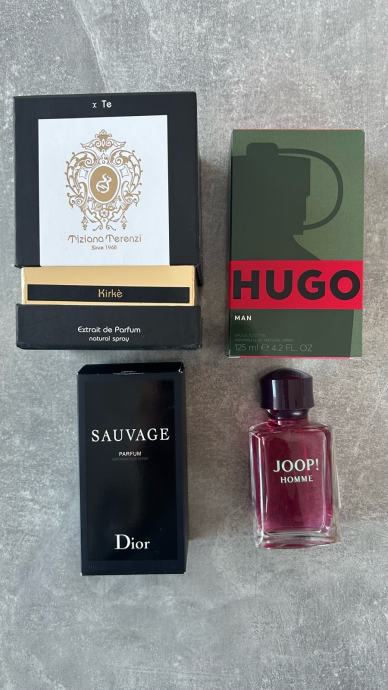 x Te
Tiziana Terenzi
Since 1968
Kirkè
Extrait de Parfum
natural spray
HUGO
MAN
125 ml ℮ 4.2 FL. OZ
SAUVAGE
PARFUM
Dior
JOOP!
HOMME